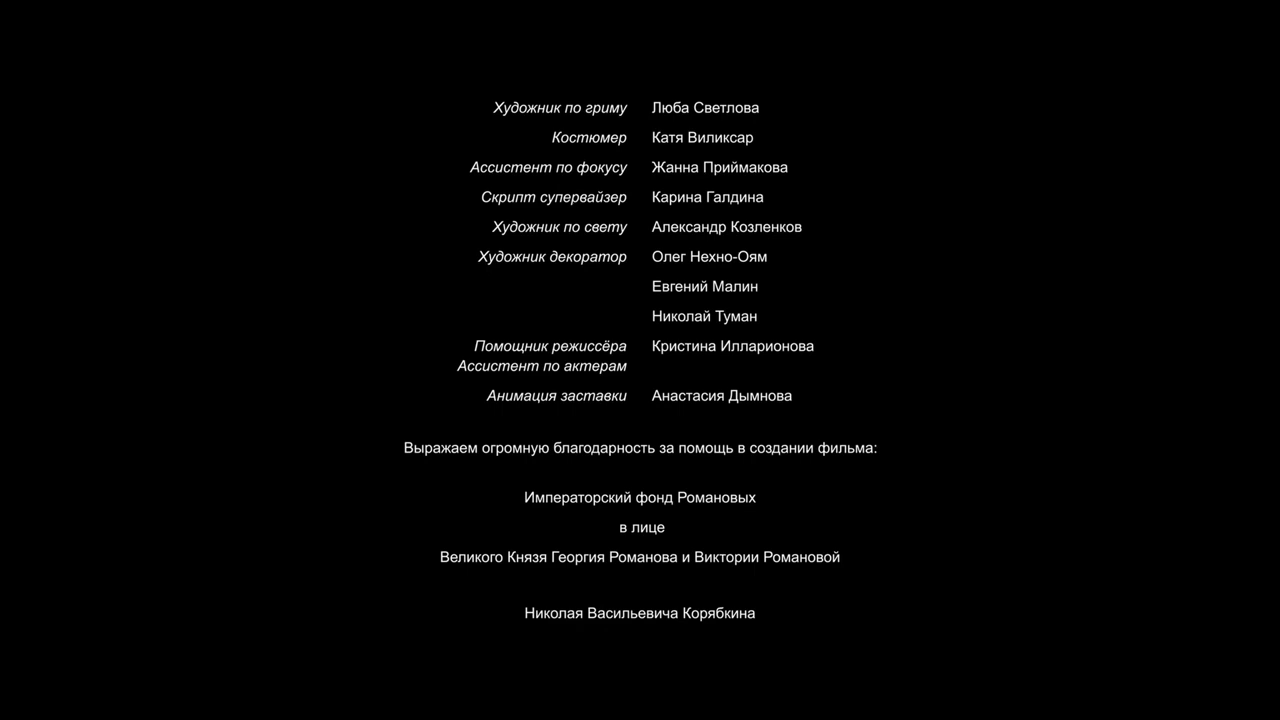 Художник по гриму Люба Светлова
Костюмер Катя Виликсар
Ассистент по фокусу Жанна Приймакова
Скрипт супервайзер Карина Галдина
Художник по свету Александр Козленков
Художник декоратор Олег Нехно-Оям
Евгений Малин
Николай Туман
Помощник режиссёра Кристина Илларионова
Ассистент по актерам
Анимация заставки Анастасия Дымнова
Выражаем огромную благодарность за помощь в создании фильма:
Императорский фонд Романовых
в лице
Великого Князя Георгия Романова и Виктории Романовой
Николая Васильевича Корябкина